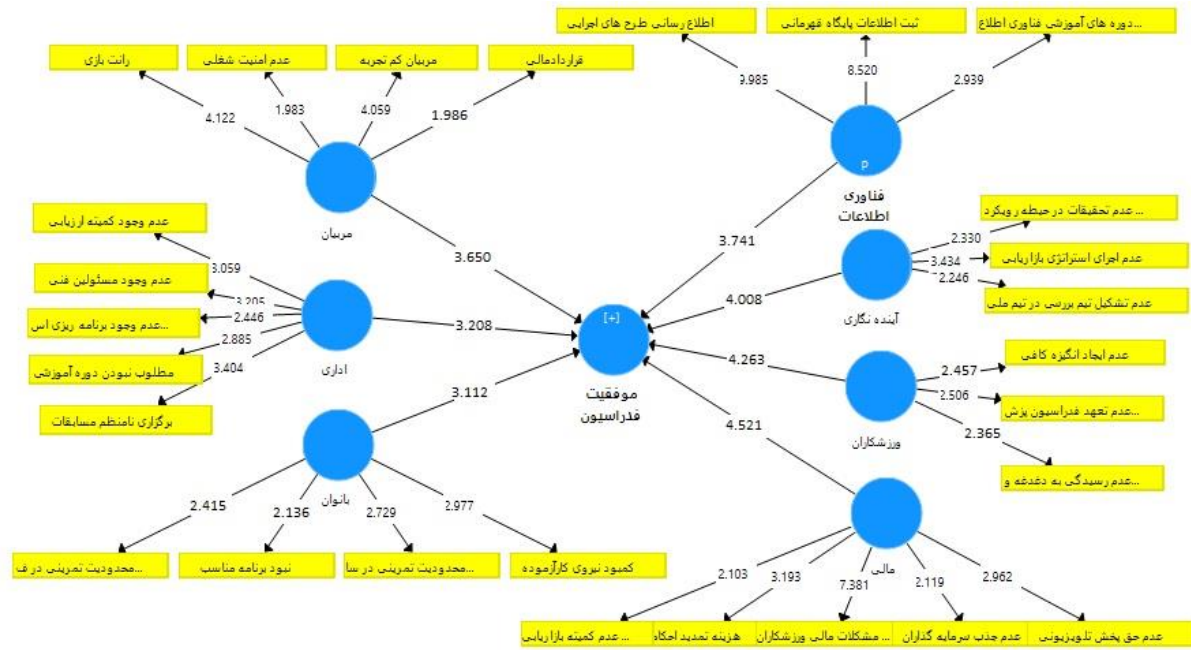 اطلاع رسانی طرح های اجرایی
ثبت اطلاعات پایگاه قهرمانی
دوره های آموزشی فناوری اطلاع...
9.985
8.520
2.939
p
فناوری
اطلاعات
3.741
رانت بازی
عدم امنیت شغلی
مربیان کم تجربه
قراردادمالی
4.122
1.983
4.059
1.986
مربیان
3.650
عدم وجود کمیته ارزیابی
عدم وجود مسئولین فنی
عدم وجود برنامه ریزی اس...
مطلوب نبودن دوره آموزشی
برگزاری نامنظم مسابقات
3.059
3.205
2.446
2.885
3.404
اداری
3.208
عدم تحقیقات در حیطه رویکرد ...
عدم اجرای استراتژی بازاریابی
عدم تشکیل تیم بررسی در تیم ملی
2.330
3.434
2.246
آینده نگاری
4.008
[+]
موفقیت
فدراسیون
عدم ایجاد انگیزه کافی
عدم تعهد فدراسیون پزش...
عدم رسیدگی به دغدغه و...
2.457
2.506
2.365
ورزشکاران
4.263
بانوان
3.112
2.415
2.136
2.729
2.977
محدودیت تمرینی در ف...
نبود برنامه مناسب
محدودیت تمرینی در سا...
کمبود نیروی کارآزموده
مالی
4.521
2.103
3.193
7.381
2.119
2.962
عدم کمیته بازاریابی ...
هزینه تمدید احکام
مشکلات مالی ورزشکاران ...
عدم جذب سرمایه گذاران
عدم حق پخش تلویزیونی